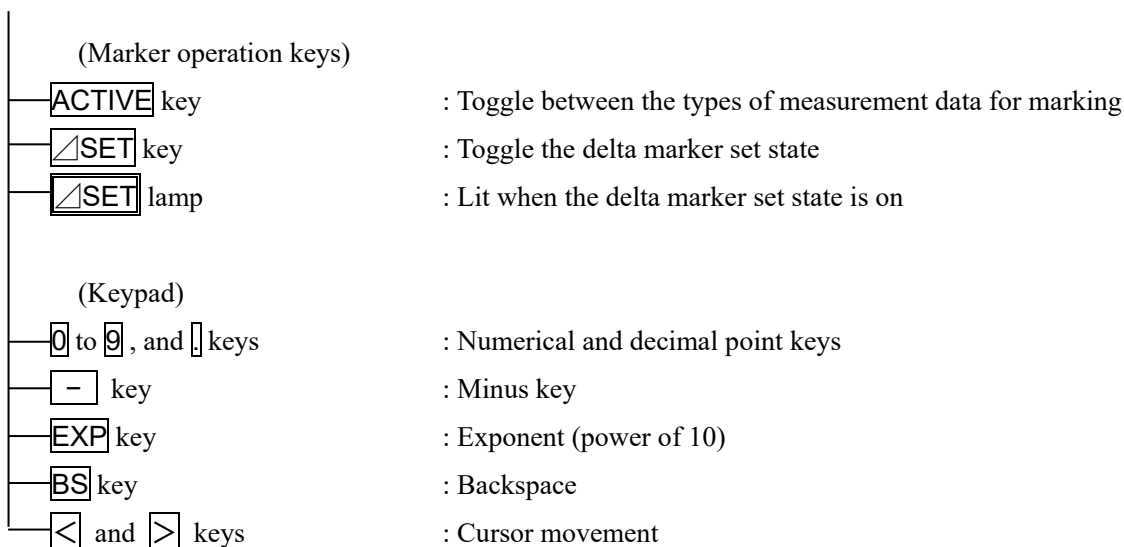 (Marker operation keys)
ACTIVE key : Toggle between the types of measurement data for marking
⊿SET key : Toggle the delta marker set state
⊿SET lamp : Lit when the delta marker set state is on
(Keypad)
0 to 9 , and . keys : Numerical and decimal point keys
− key : Minus key
EXP key : Exponent (power of 10)
BS key : Backspace
< and > keys : Cursor movement